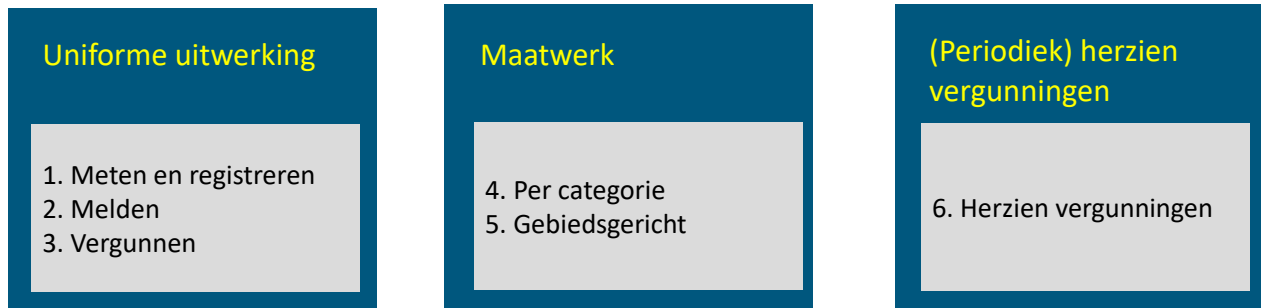 Uniforme uitwerking
1. Meten en registreren
2. Melden
3. Vergunnen
Maatwerk
4. Per categorie
5. Gebiedsgericht
(Periodiek) herzien
vergunningen
6. Herzien vergunningen